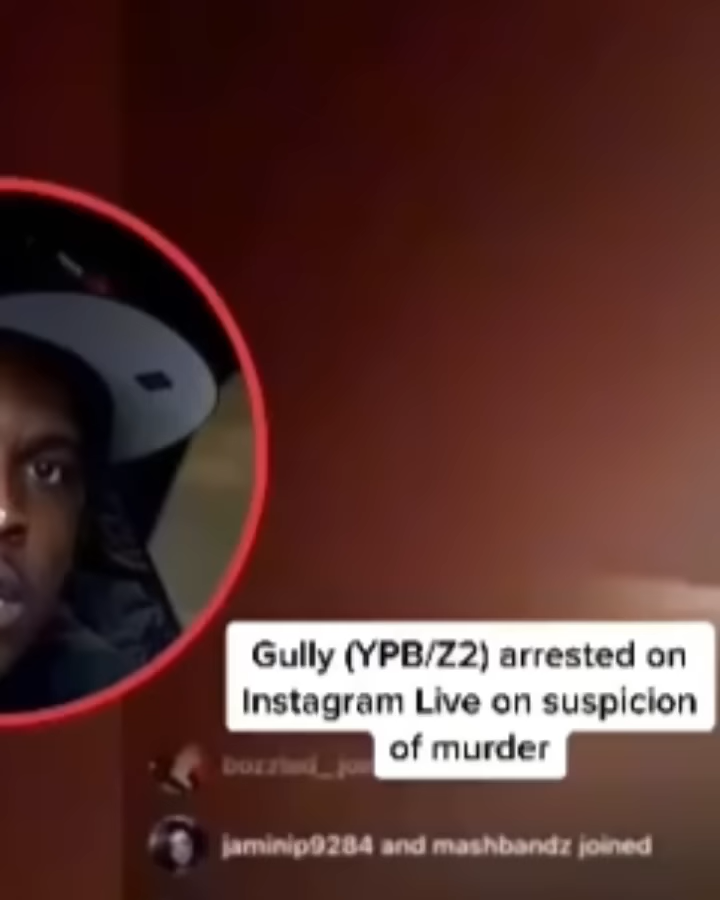 Gully (YPB/Z2) arrested on
Instagram Live on suspicion
of murder
jaminip9284 and mashbandz joined